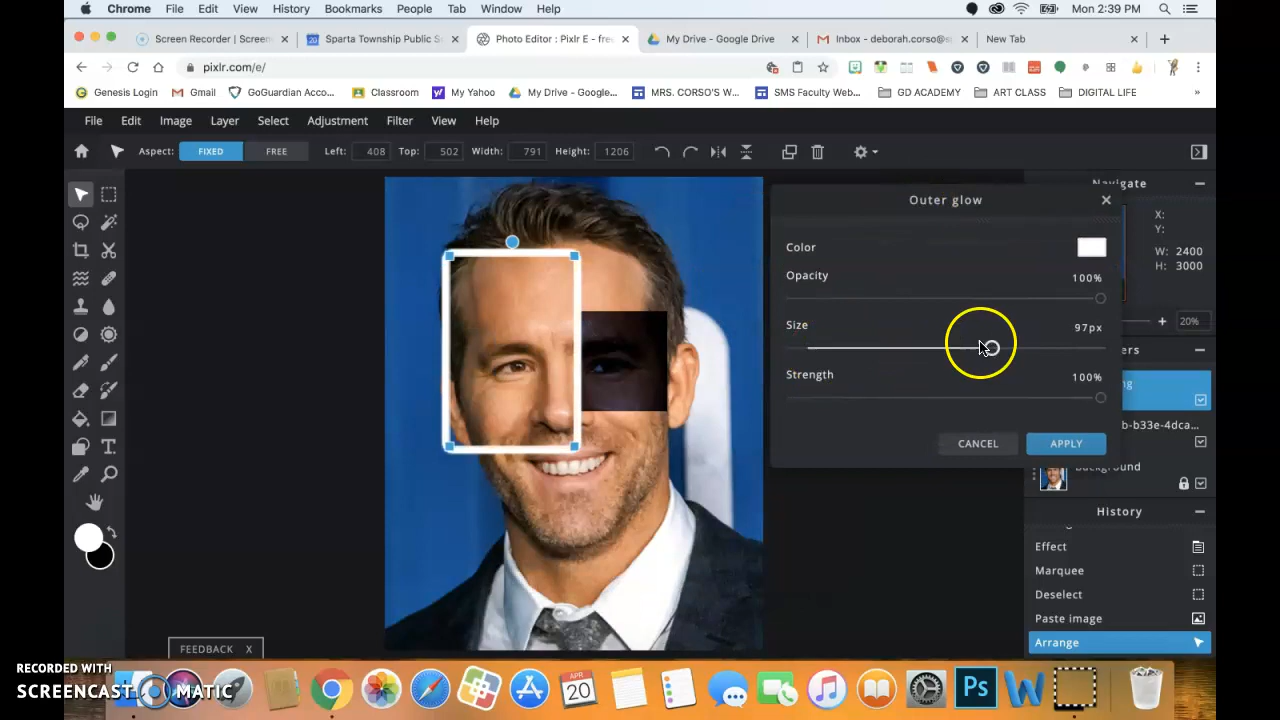 Chrome File Edit View History Bookmarks People Tab Window Help Mon 2:39 PM
Screen Recorder | Screen Sparta Township Public S Photo Editor : Pixlr E - free My Drive - Google Drive Inbox - deborah.corso@s New Tab
pixlr.com/e/
Genesis Login Gmail GoGuardian Acco... Classroom My Yahoo My Drive - Google... MRS. CORSO'S W... SMS Faculty Web... GD ACADEMY ART CLASS DIGITAL LIFE »
File Edit Image Layer Select Adjustment Filter View Help
Aspect: FIXED FREE Left: 408 Top: 502 Width: 791 Height: 1206
Navigate
Outer glow
X:
Y:
W: 2400
H: 3000
Color
Opacity 100%
Size 97px
20%
ers
Strength 100%
ng
b-b33e-4dca...
CANCEL APPLY
Background
History
Effect
Marquee
Deselect
Paste image
Arrange
FEEDBACK X
RECORDED WITH
SCREENCAST MATIC
APR
20
Ps